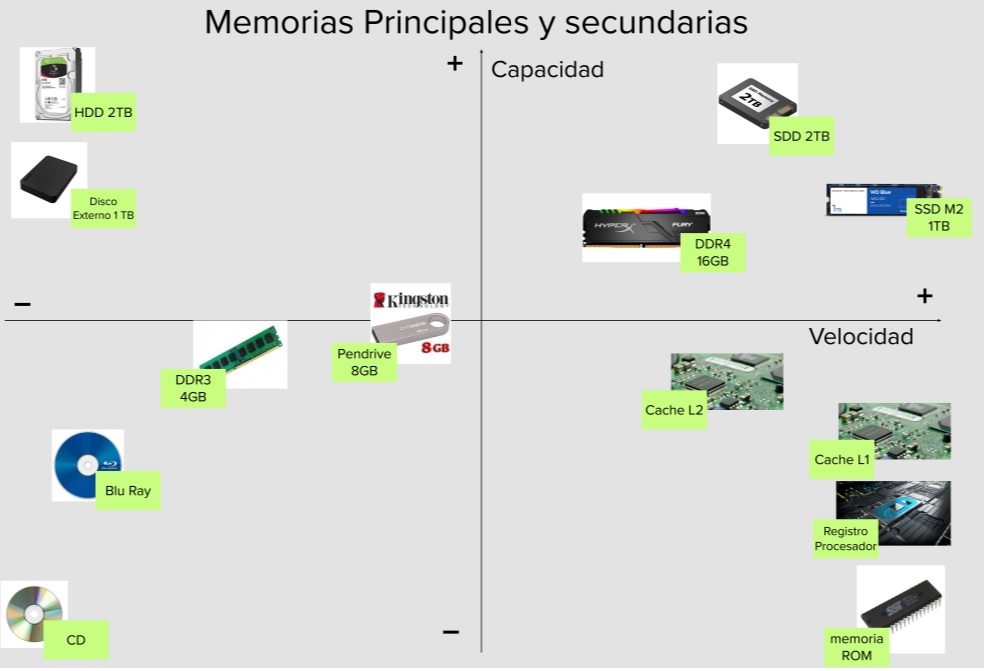 Memorias Principales y secundarias
+
Capacidad
HDD 2TB
2TB
SDD 2TB
Disco
Externo 1 TB
WD Blue
1TB
SSD M2
1TB
HYPERX
FURY
DDR4
16GB
−
+
Kingston
TECHNOLOGY
8GB
Velocidad
Pendrive
8GB
DDR3
4GB
Cache L2
Cache L1
Blu Ray
Registro
Procesador
CD
−
memoria
ROM